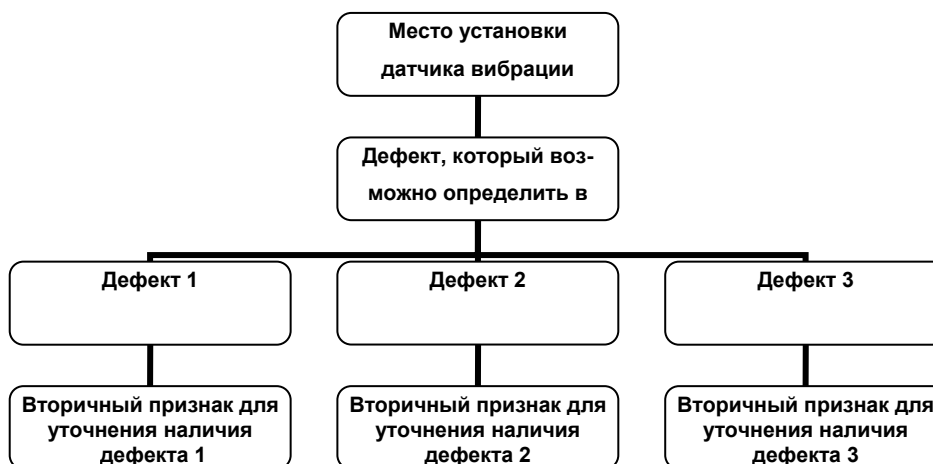 Место установки
датчика вибрации
Дефект, который воз-
можно определить в
Дефект 1
Дефект 2
Дефект 3
Вторичный признак для
уточнения наличия
дефекта 1
Вторичный признак для
уточнения наличия
дефекта 2
Вторичный признак для
уточнения наличия
дефекта 3